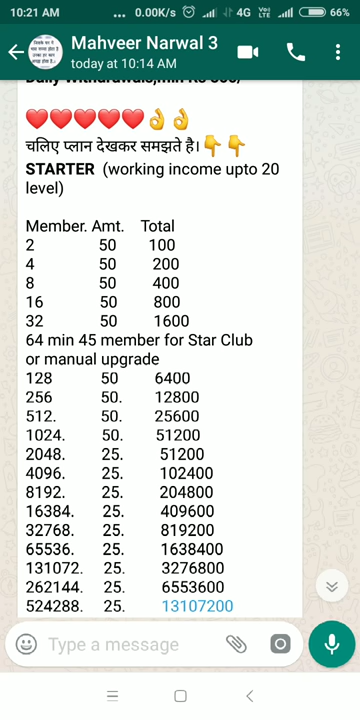 10:21 AM ... 0.00K/s 4G VoLTE 66%
Mahveer Narwal 3
today at 10:14 AM
चलिए प्लान देखकर समझते है।
STARTER (working income upto 20
level)
Member. Amt. Total
2 50 100
4 50 200
8 50 400
16 50 800
32 50 1600
64 min 45 member for Star Club
or manual upgrade
128 50 6400
256 50 12800
512. 50. 25600
1024. 50. 51200
2048. 25. 51200
4096. 25. 102400
8192. 25. 204800
16384. 25. 409600
32768. 25. 819200
65536. 25. 1638400
131072. 25. 3276800
262144. 25. 6553600
524288. 25. 13107200
Type a message